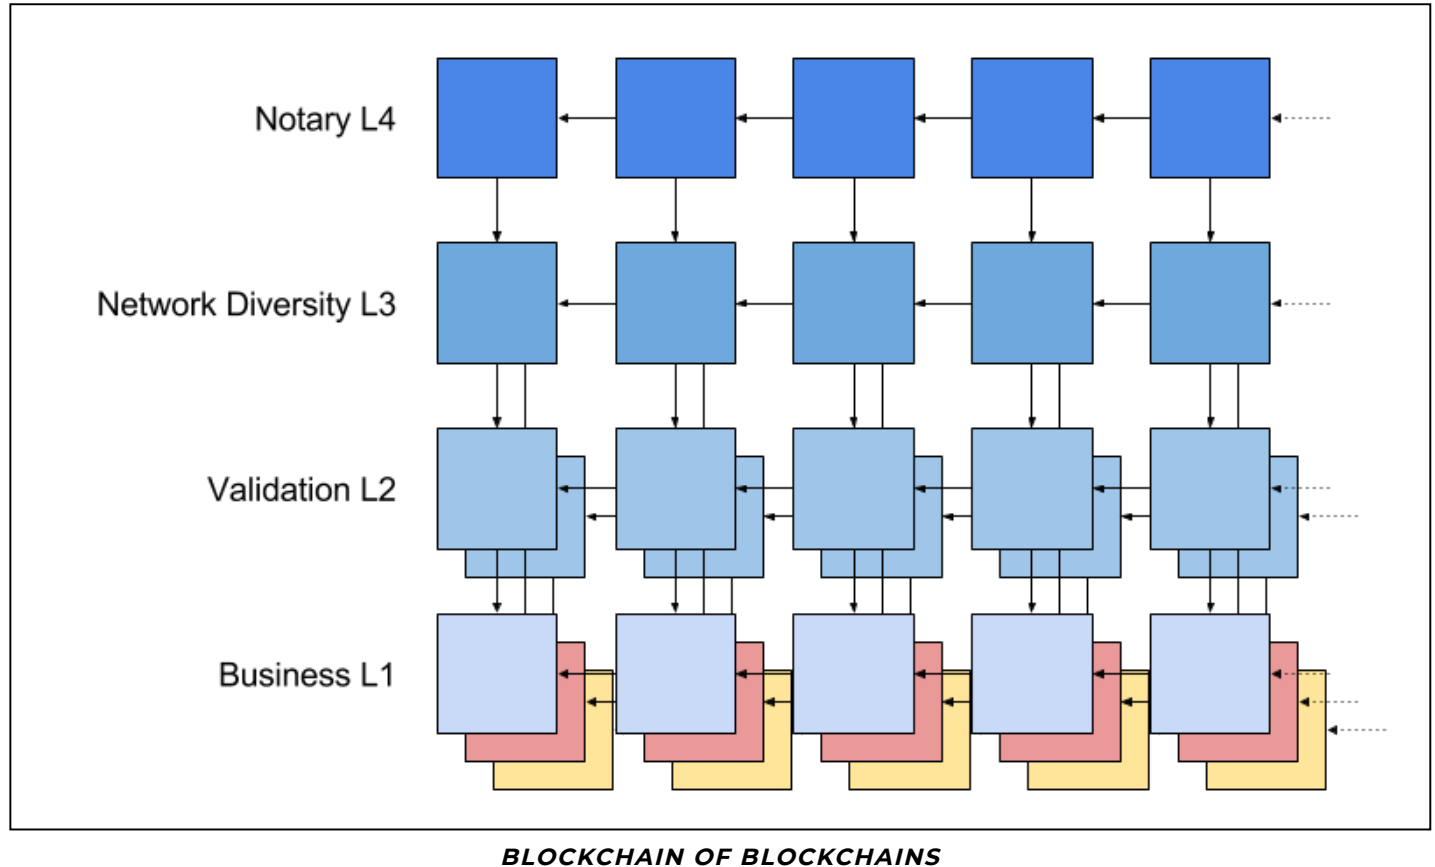 Notary L4
Network Diversity L3
Validation L2
Business L1
BLOCKCHAIN OF BLOCKCHAINS